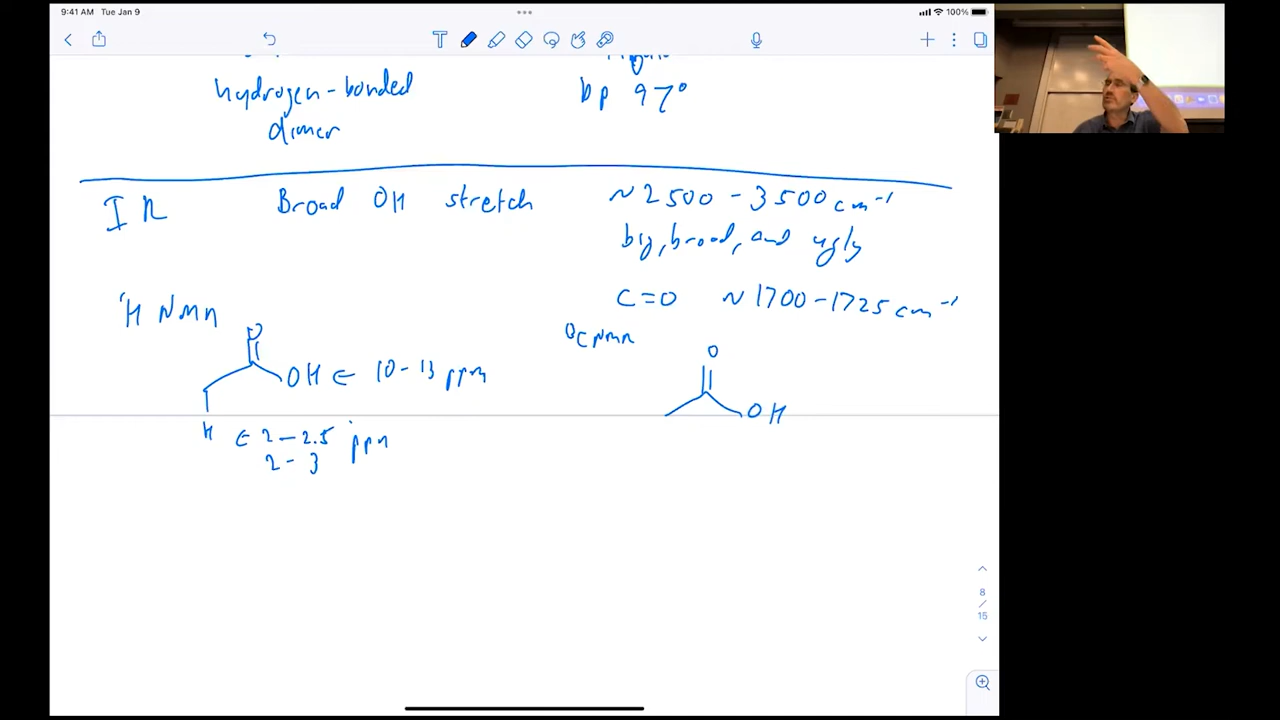 9:41 AM Tue Jan 9
100%
T
hydrogen-bonded
dimer
bp 97°
IR Broad OH stretch ~2500-3500 cm⁻¹
big, broad, and ugly
C=O ~1700-1725 cm⁻¹
¹H NMR
O
OH ← 10-13 ppm
H ← 2-2.5 ppm
2-3
¹³C NMR
O
OH
8
/
15